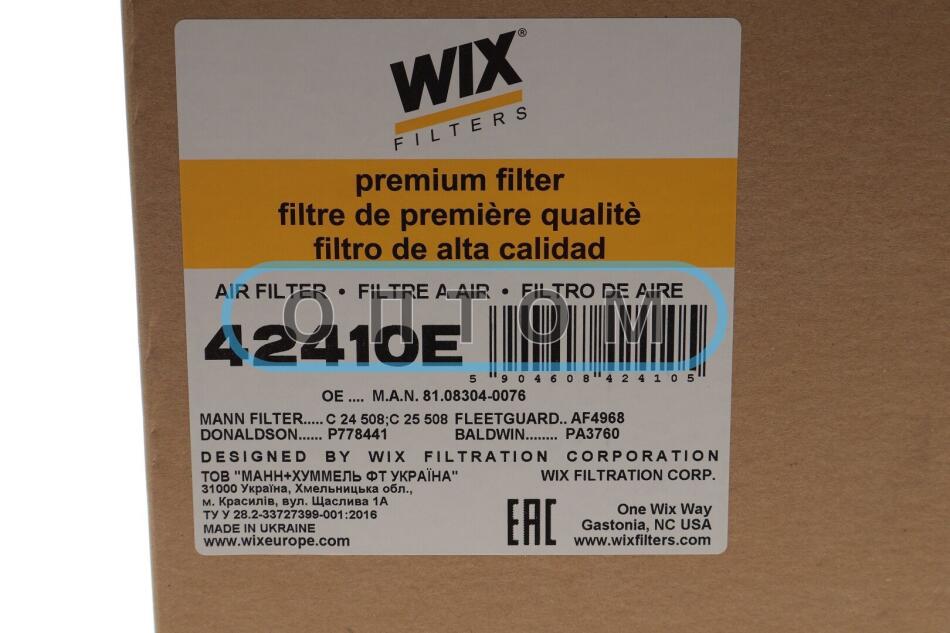 WIX®
FILTERS
premium filter
filtre de première qualitè
filtro de alta calidad
AIR FILTER • FILTRE A AIR • FILTRO DE AIRE
ОПТОМ
42410E
5 904608 424105
OE .... M.A.N. 81.08304-0076
MANN FILTER..... C 24 508;C 25 508 FLEETGUARD.. AF4968
DONALDSON...... P778441 BALDWIN........ PA3760
DESIGNED BY WIX FILTRATION CORPORATION
ТОВ "МАНН+ХУММЕЛЬ ФТ УКРАЇНА" WIX FILTRATION CORP.
31000 Україна, Хмельницька обл.,
м. Красилів, вул. Щаслива 1А
ТУ У 28.2-33727399-001:2016
MADE IN UKRAINE
www.wixeurope.com
EAC
One Wix Way
Gastonia, NC USA
www.wixfilters.com